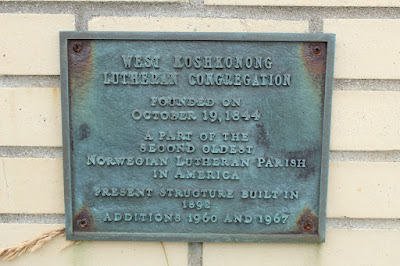 WEST KOSHKONONG
LUTHERAN CONGREGATION
FOUNDED ON
OCTOBER 19, 1844
A PART OF THE
SECOND OLDEST
NORWEGIAN LUTHERAN PARISH
IN AMERICA
PRESENT STRUCTURE BUILT IN
1892
ADDITIONS 1960 AND 1967